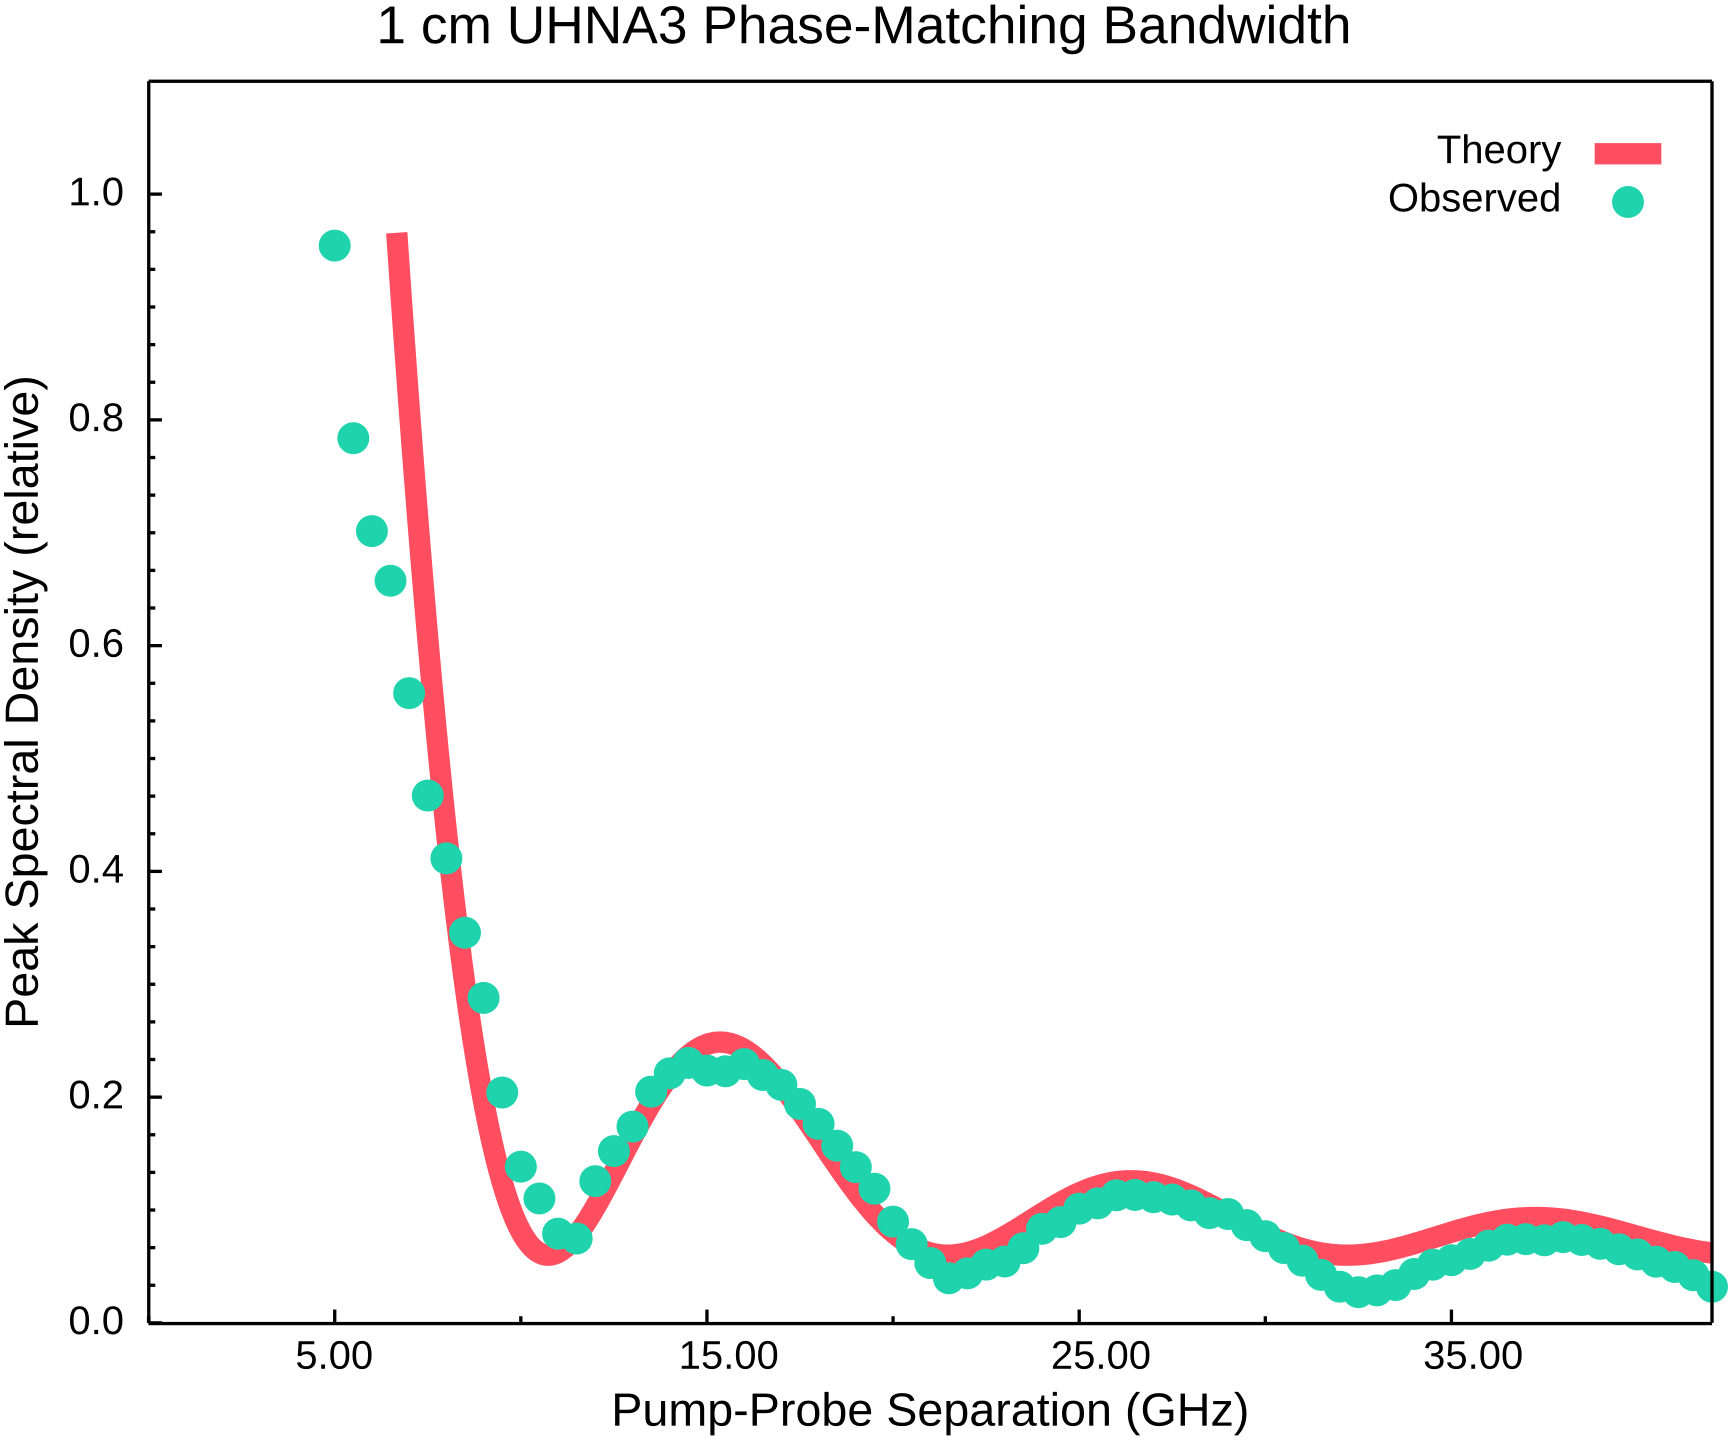 1 cm UHNA3 Phase-Matching Bandwidth
Theory
Observed
1.0
0.8
0.6
0.4
0.2
0.0
Peak Spectral Density (relative)
5.00 15.00 25.00 35.00
Pump-Probe Separation (GHz)